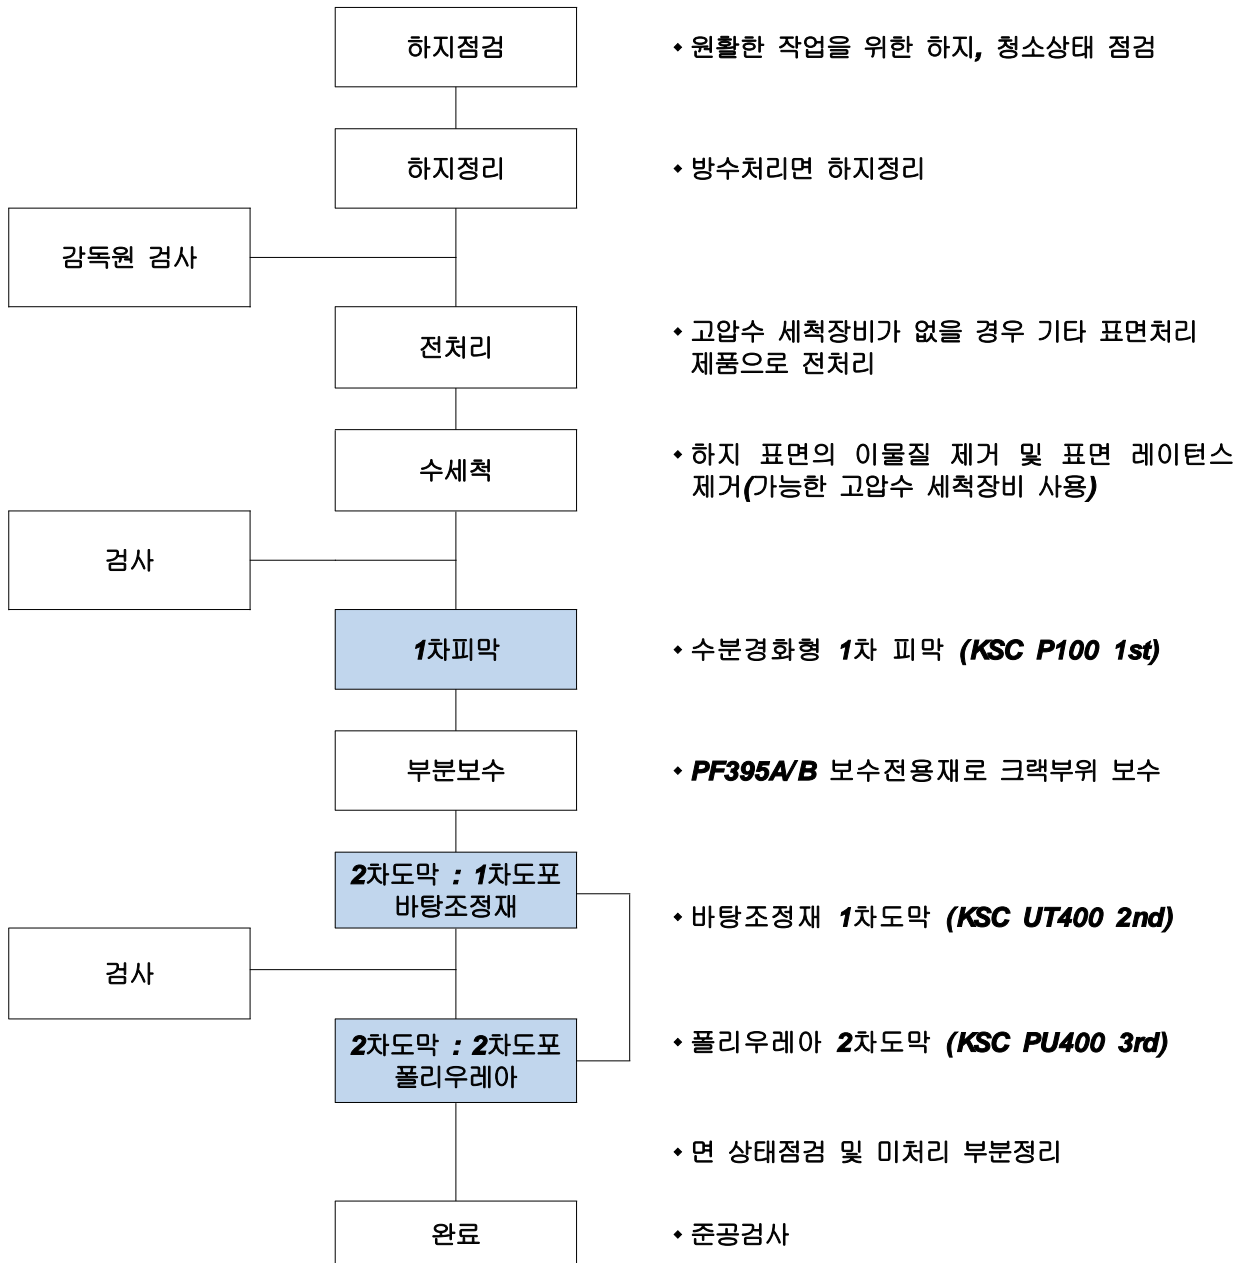 하지점검
◆ 원활한 작업을 위한 하지, 청소상태 점검
하지정리
◆ 방수처리면 하지정리
감독원 검사
전처리
◆ 고압수 세척장비가 없을 경우 기타 표면처리
제품으로 전처리
수세척
◆ 하지 표면의 이물질 제거 및 표면 레이턴스
제거(가능한 고압수 세척장비 사용)
검사
1차피막
◆ 수분경화형 1차 피막 (KSC P100 1st)
부분보수
◆ PF395A/B 보수전용재로 크랙부위 보수
2차도막 : 1차도포
바탕조정재
◆ 바탕조정재 1차도막 (KSC UT400 2nd)
검사
2차도막 : 2차도포
폴리우레아
◆ 폴리우레아 2차도막 (KSC PU400 3rd)
◆ 면 상태점검 및 미처리 부분정리
완료
◆ 준공검사